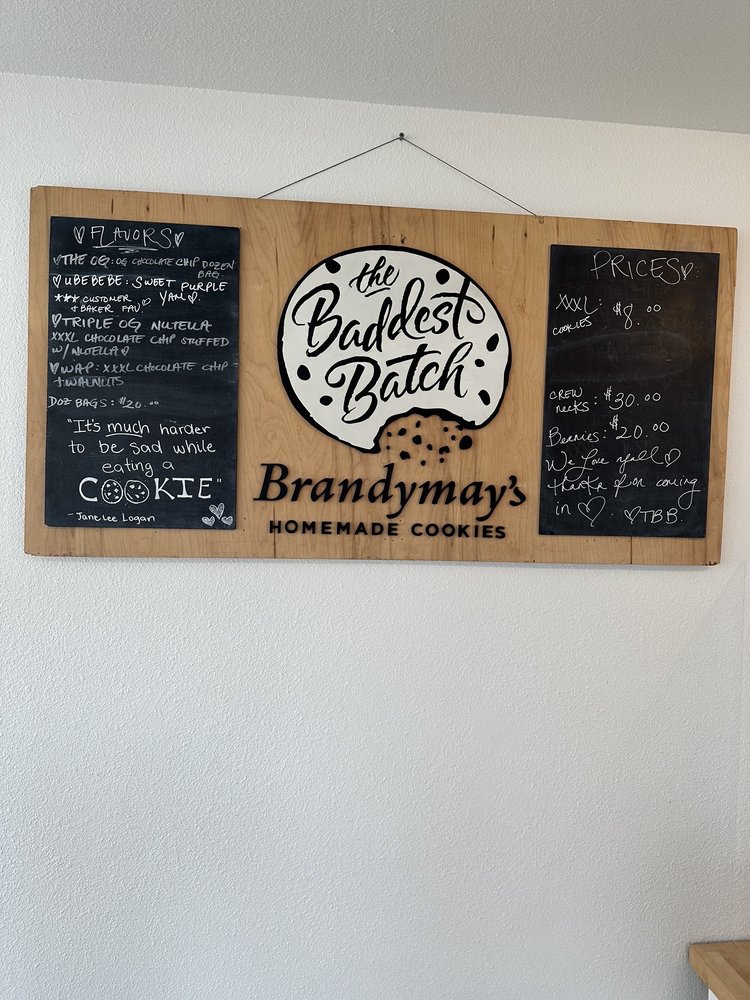 FLAVORS
THE OG: OG CHOCOLATE CHIP DOZEN
BAG.
UBEBEBE: SWEET PURPLE
YAM
*** CUSTOMER
+ BAKER FAV.
TRIPLE OG NUTELLA
XXXL CHOCOLATE CHIP STUFFED
W/ NUTELLA
WAP: XXXL CHOCOLATE CHIP
+ WALNUTS
DOZ BAGS: $20.00
"It's much harder
to be sad while
eating a
COOKIE"
- Jane Lee Logan
the
Baddest
Batch
Brandymay's
HOMEMADE COOKIES
PRICES
XXXL: $8.00
COOKIES
CREW
NECKS: $30.00
Beanies: $20.00
We love yall
thanks for coming
in
TBB.